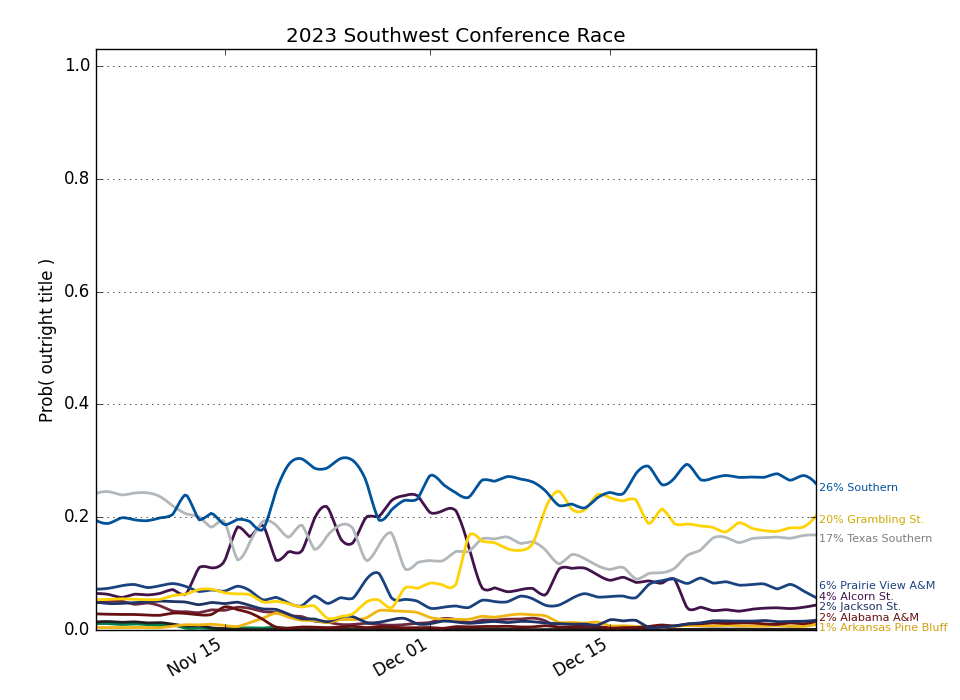 2023 Southwest Conference Race
Prob( outright title )
1.0
0.8
0.6
0.4
0.2
0.0
Nov 15
Dec 01
Dec 15
26% Southern
20% Grambling St.
17% Texas Southern
6% Prairie View A&M
4% Alcorn St.
2% Jackson St.
2% Alabama A&M
1% Arkansas Pine Bluff